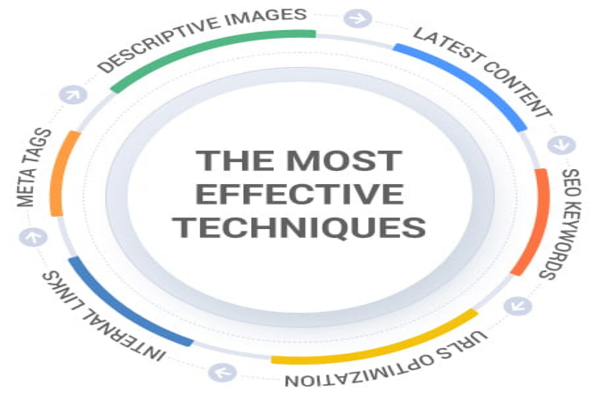 DESCRIPTIVE IMAGES
LATEST CONTENT
SEO KEYWORDS
URLS OPTIMIZATION
INTERNAL LINKS
META TAGS
THE MOST
EFFECTIVE
TECHNIQUES